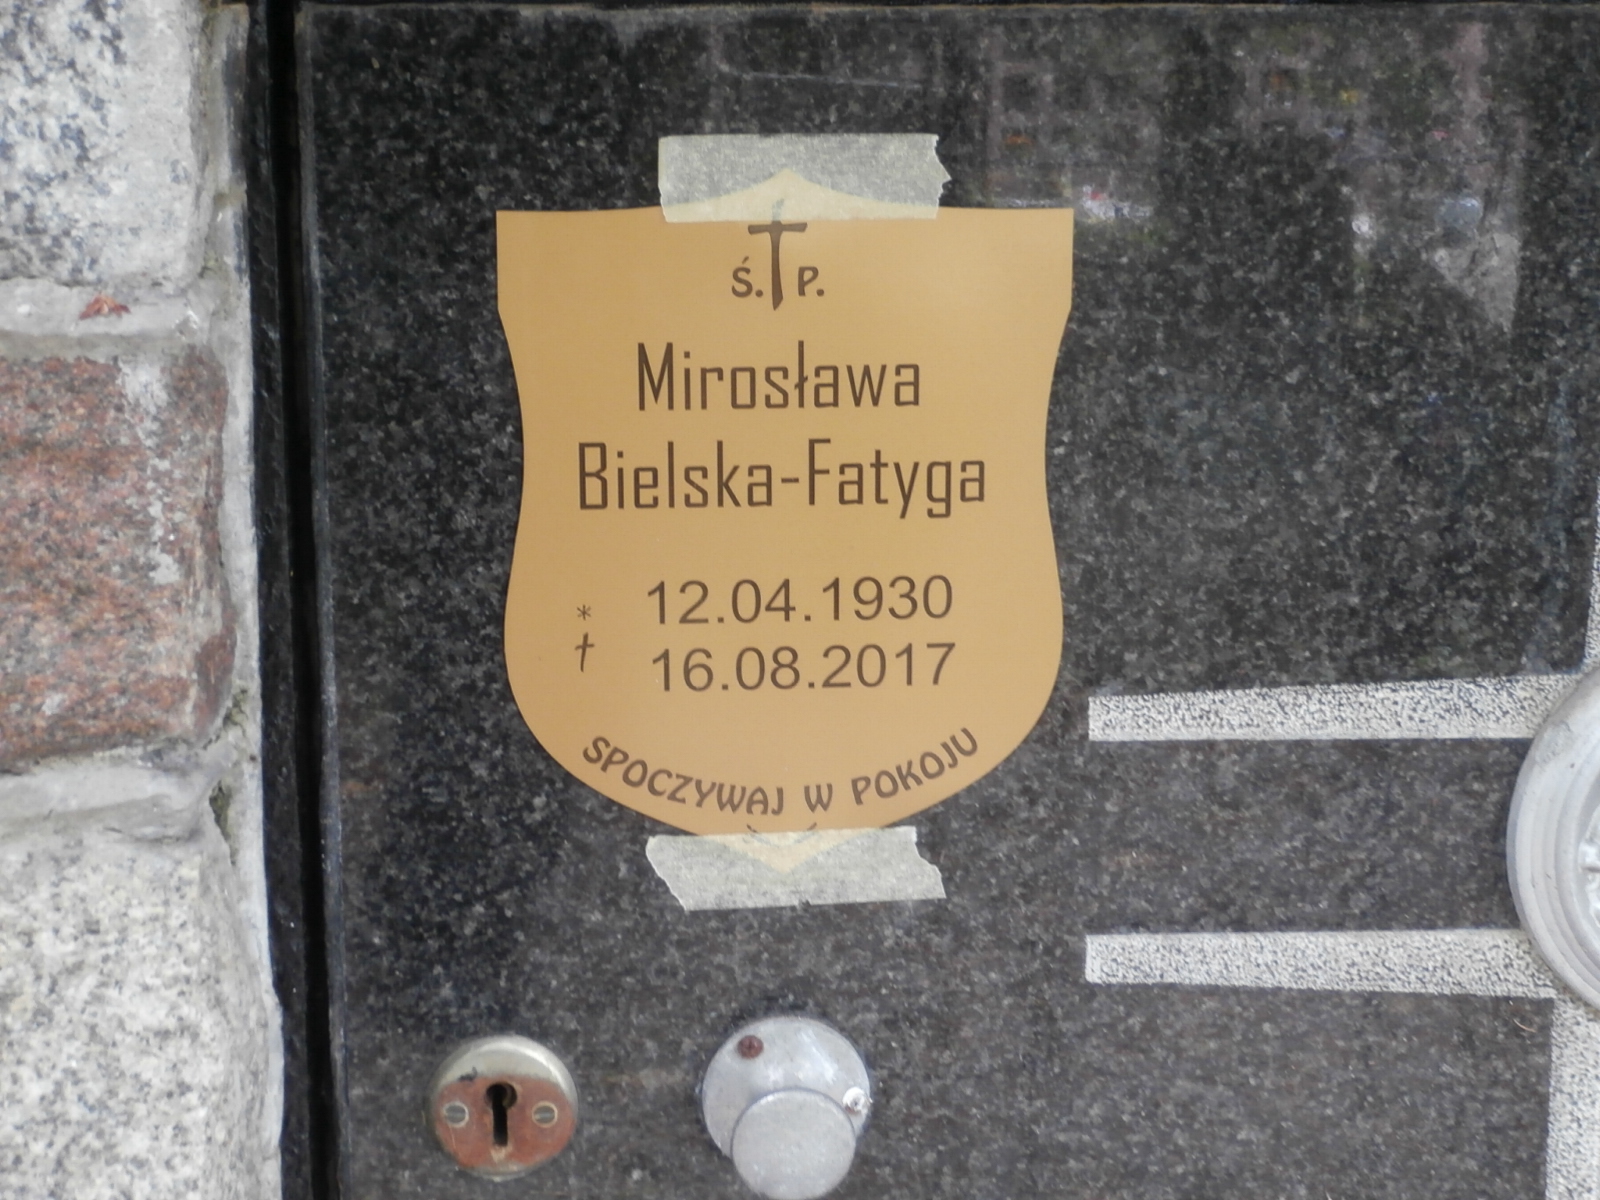 Ś. P.
Mirosława
Bielska-Fatyga
* 12.04.1930
† 16.08.2017
SPOCZYWAJ W POKOJU